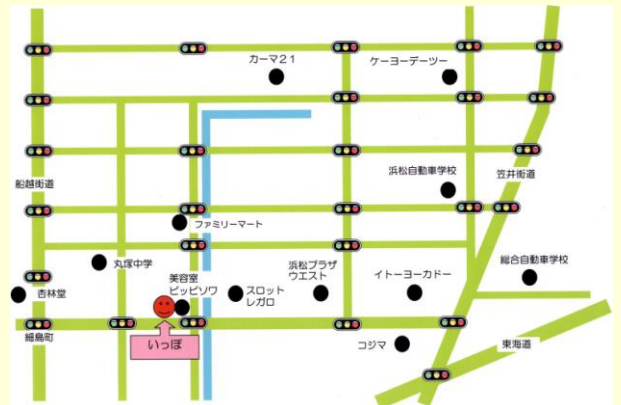 カーマ21
ケーヨーデーツー
浜松自動車学校
笠井街道
船越街道
ファミリーマート
丸塚中学
杏林堂
美容室
ピッピソワ
スロット
レガロ
浜松プラザ
ウエスト
イトーヨーカドー
総合自動車学校
細島町
いっぽ
コジマ
東海道